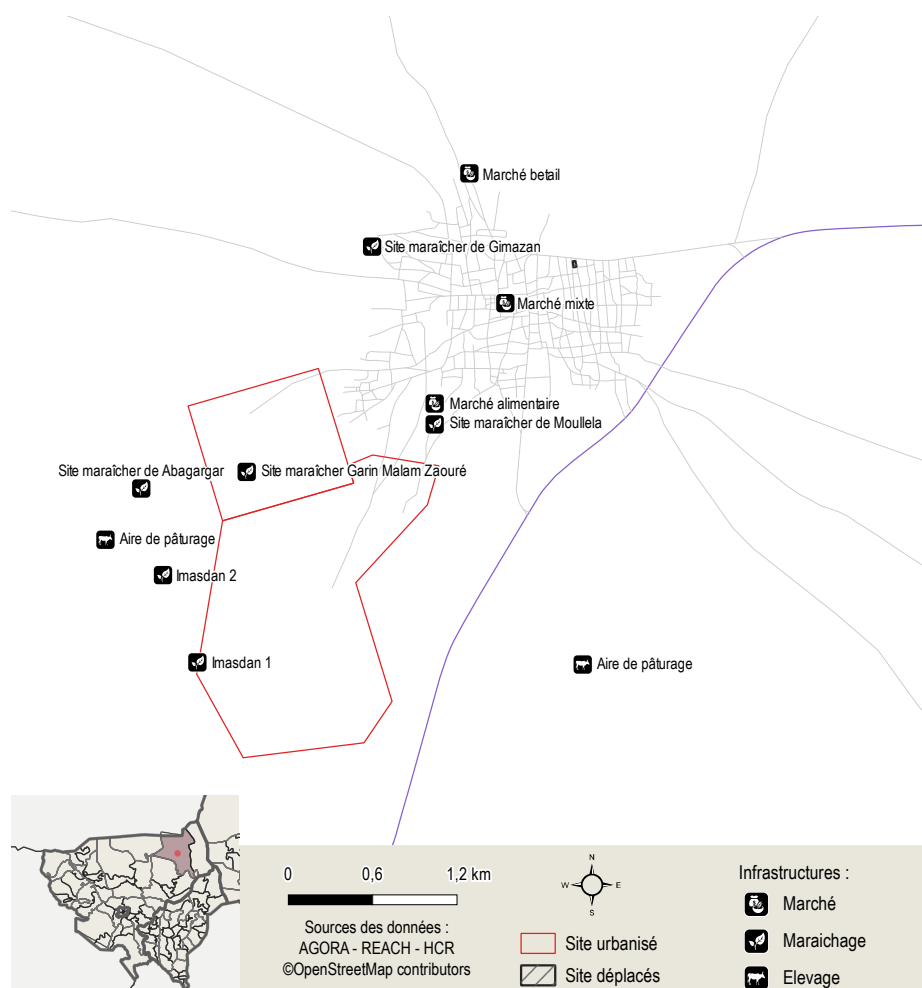 Marché betail
Site maraîcher de Gimazan
Marché mixte
Marché alimentaire
Site maraîcher de Moullela
Site maraîcher de Abagargar
Site maraîcher Garin Malam Zaouré
Aire de pâturage
Imasdan 2
Imasdan 1
Aire de pâturage
0 0,6 1,2 km
Sources des données :
AGORA - REACH - HCR
©OpenStreetMap contributors
N
W E
S
Site urbanisé
Site déplacés
Infrastructures :
Marché
Maraichage
Elevage